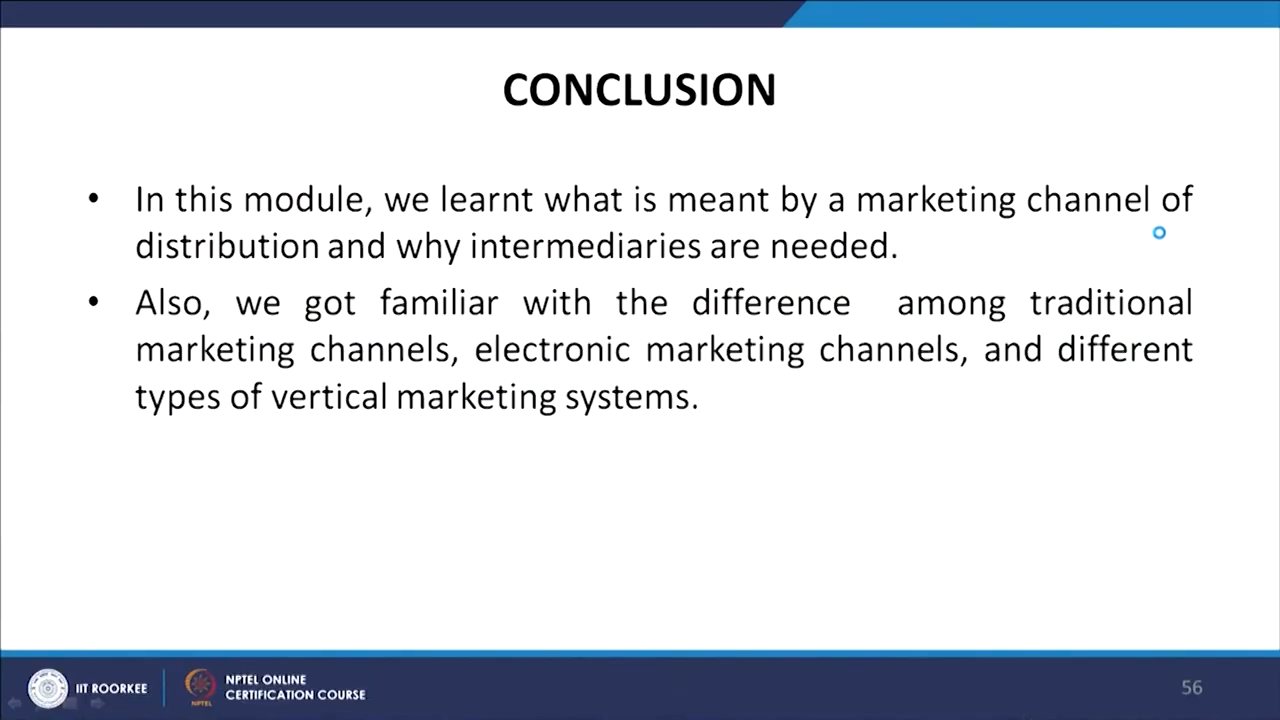 CONCLUSION
• In this module, we learnt what is meant by a marketing channel of
distribution and why intermediaries are needed.
• Also, we got familiar with the difference among traditional
marketing channels, electronic marketing channels, and different
types of vertical marketing systems.
IIT ROORKEE
NPTEL
NPTEL ONLINE
CERTIFICATION COURSE
56